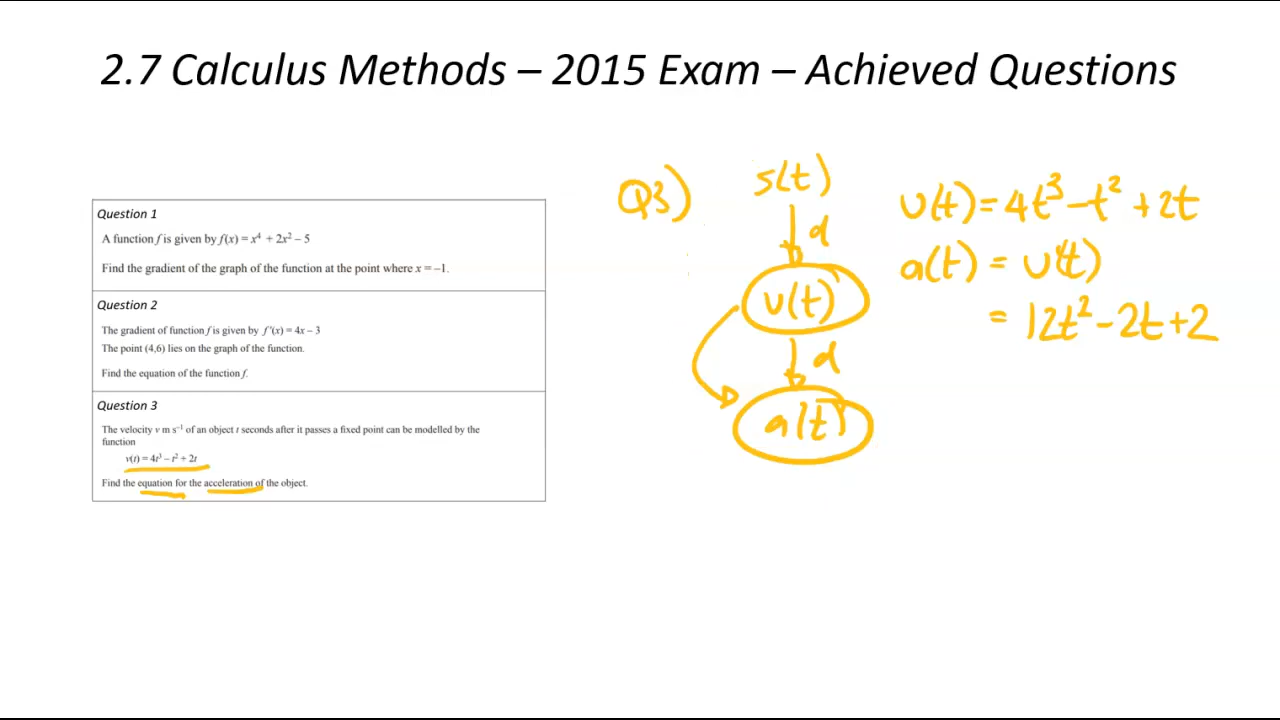 2.7 Calculus Methods – 2015 Exam – Achieved Questions
Question 1
A function f is given by f(x) = x⁴ + 2x² – 5
Find the gradient of the graph of the function at the point where x = –1.
Question 2
The gradient of function f is given by f′(x) = 4x – 3
The point (4,6) lies on the graph of the function.
Find the equation of the function f.
Question 3
The velocity v m s⁻¹ of an object t seconds after it passes a fixed point can be modelled by the
function
v(t) = 4t³ – t² + 2t
Find the equation for the acceleration of the object.
Q3)
s(t)
d
v(t)
d
a(t)
v(t) = 4t³ – t² + 2t
a(t) = v'(t)
= 12t² – 2t + 2